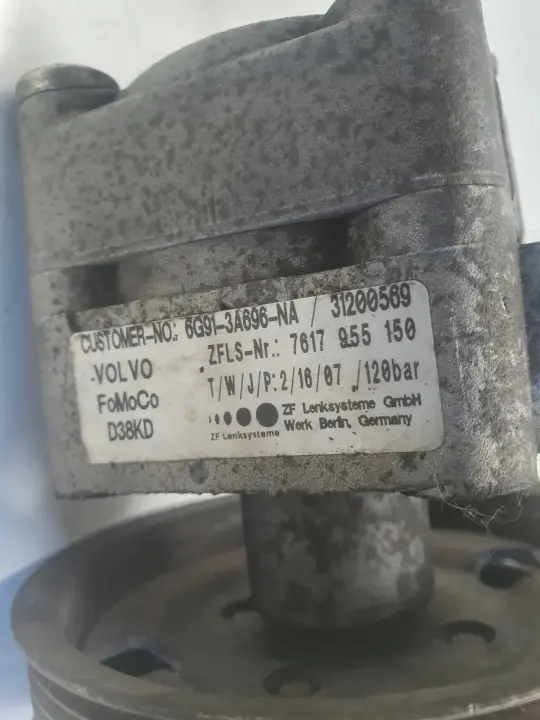 CUSTOMER-NO.: 6G91-3A696-NA / 31200569
VOLVO ZFLS-Nr.: 7617 955 150
FoMoCo T/W/J/P: 2/16/07 /120bar
D38KD ZF Lenksysteme ZF Lenksysteme GmbH
Werk Berlin, Germany